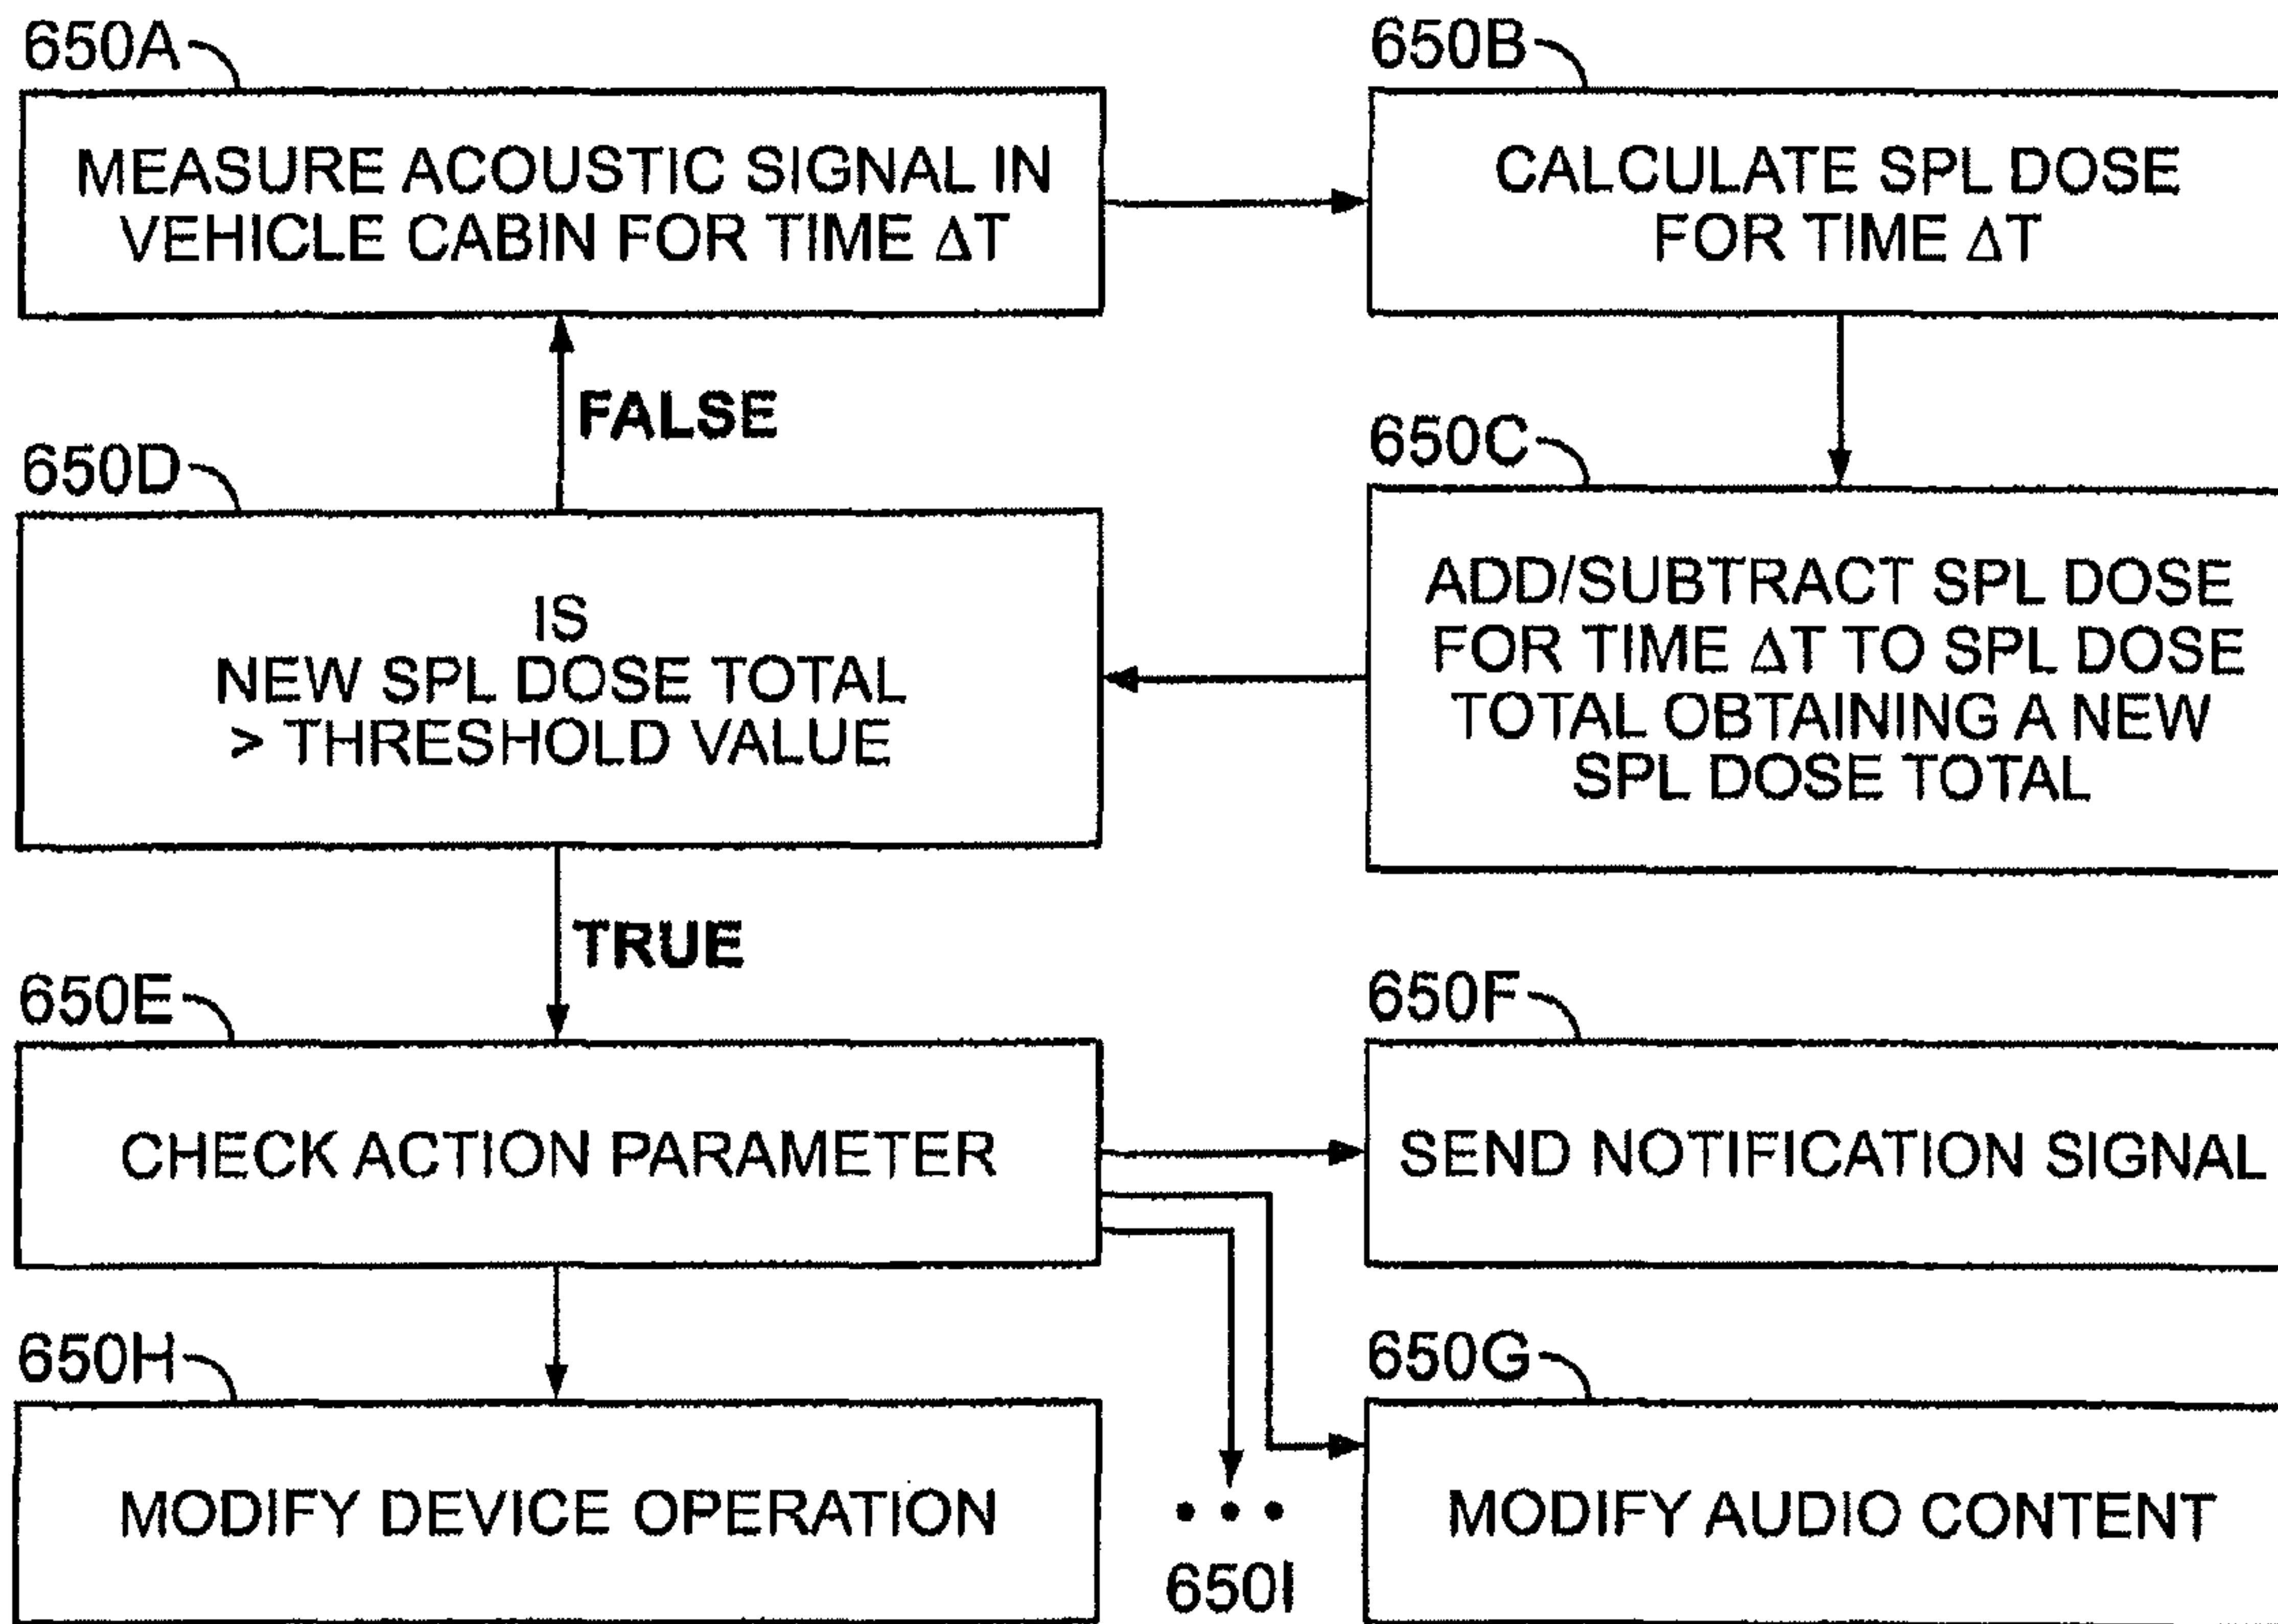 650A
MEASURE ACOUSTIC SIGNAL IN
VEHICLE CABIN FOR TIME ΔT
650B
CALCULATE SPL DOSE
FOR TIME ΔT
FALSE
650C
ADD/SUBTRACT SPL DOSE
FOR TIME ΔT TO SPL DOSE
TOTAL OBTAINING A NEW
SPL DOSE TOTAL
650D
IS
NEW SPL DOSE TOTAL
> THRESHOLD VALUE
TRUE
650E
CHECK ACTION PARAMETER
650F
SEND NOTIFICATION SIGNAL
650H
MODIFY DEVICE OPERATION
• • •
650I
650G
MODIFY AUDIO CONTENT